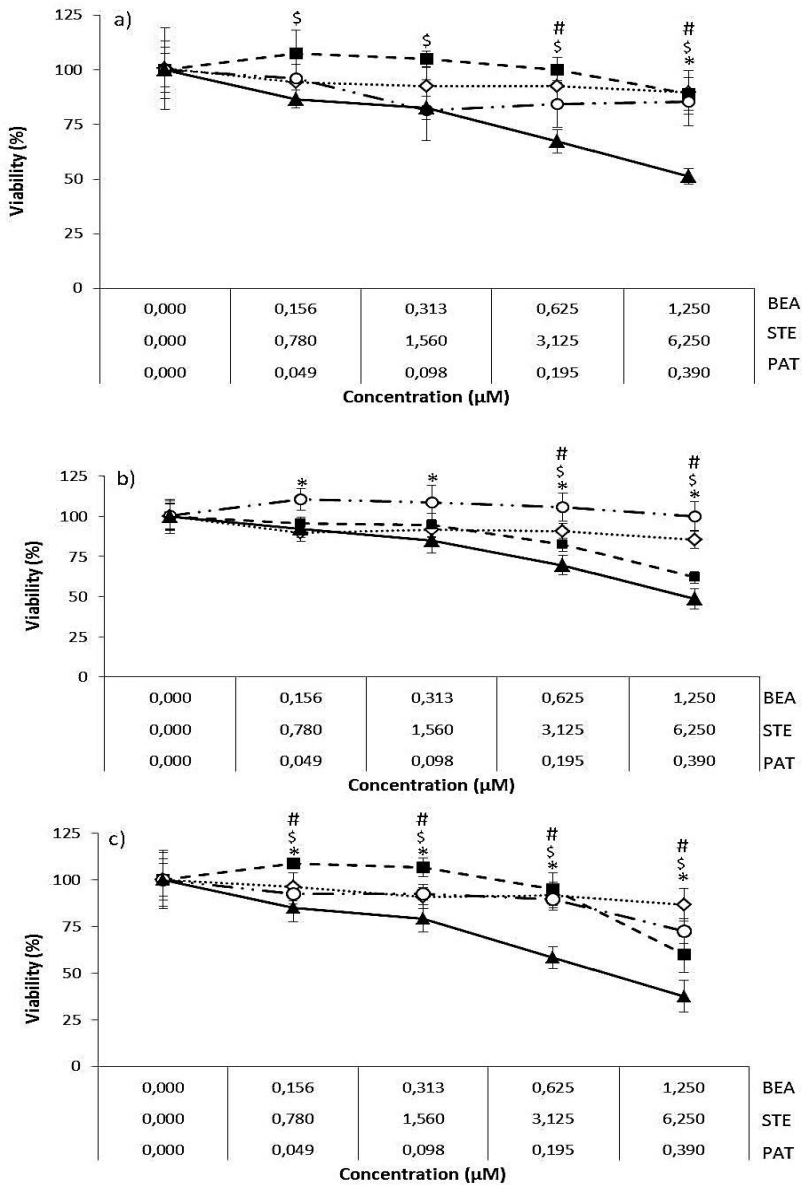 a)
125
$
$
#
$
#
$
*
100
75
50
25
0
Viability (%)
0,000 0,156 0,313 0,625 1,250 BEA
0,000 0,780 1,560 3,125 6,250 STE
0,000 0,049 0,098 0,195 0,390 PAT
Concentration (µM)
b)
125
*
*
#
$
*
#
$
*
100
75
50
25
0
Viability (%)
0,000 0,156 0,313 0,625 1,250 BEA
0,000 0,780 1,560 3,125 6,250 STE
0,000 0,049 0,098 0,195 0,390 PAT
Concentration (µM)
c)
125
#
$
*
#
$
*
#
$
*
#
$
*
100
75
50
25
0
Viability (%)
0,000 0,156 0,313 0,625 1,250 BEA
0,000 0,780 1,560 3,125 6,250 STE
0,000 0,049 0,098 0,195 0,390 PAT
Concentration (µM)